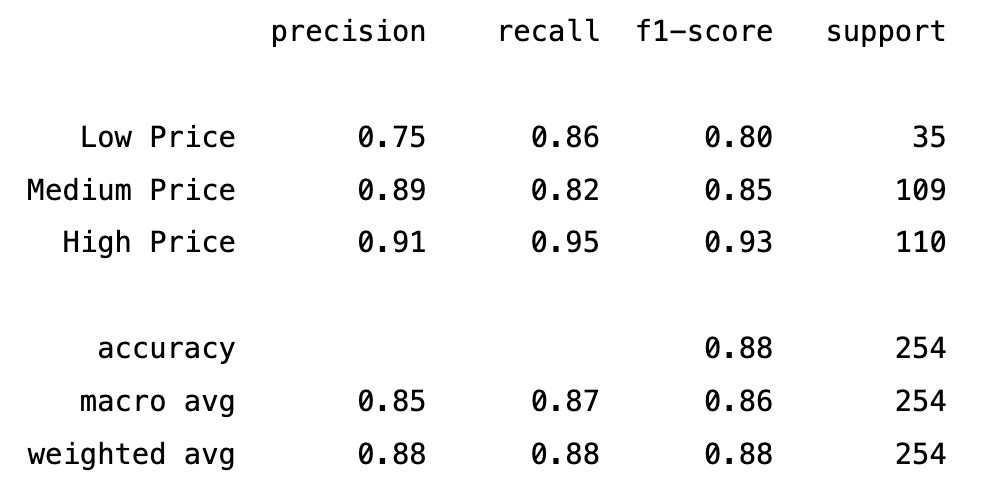 precision recall f1-score support
Low Price 0.75 0.86 0.80 35
Medium Price 0.89 0.82 0.85 109
High Price 0.91 0.95 0.93 110
accuracy 0.88 254
macro avg 0.85 0.87 0.86 254
weighted avg 0.88 0.88 0.88 254